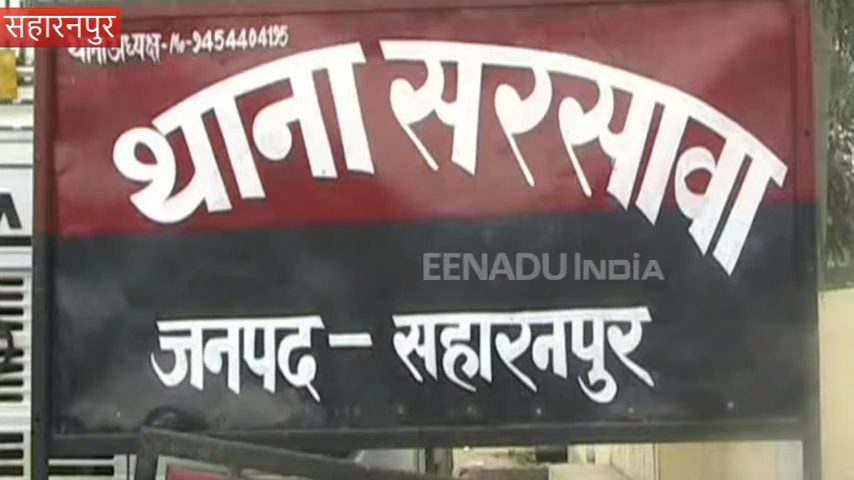 सहारनपुर
थानाध्यक्ष-Mo-9454404195
थाना सरसावा
EENADU INDIA
जनपद - सहारनपुर